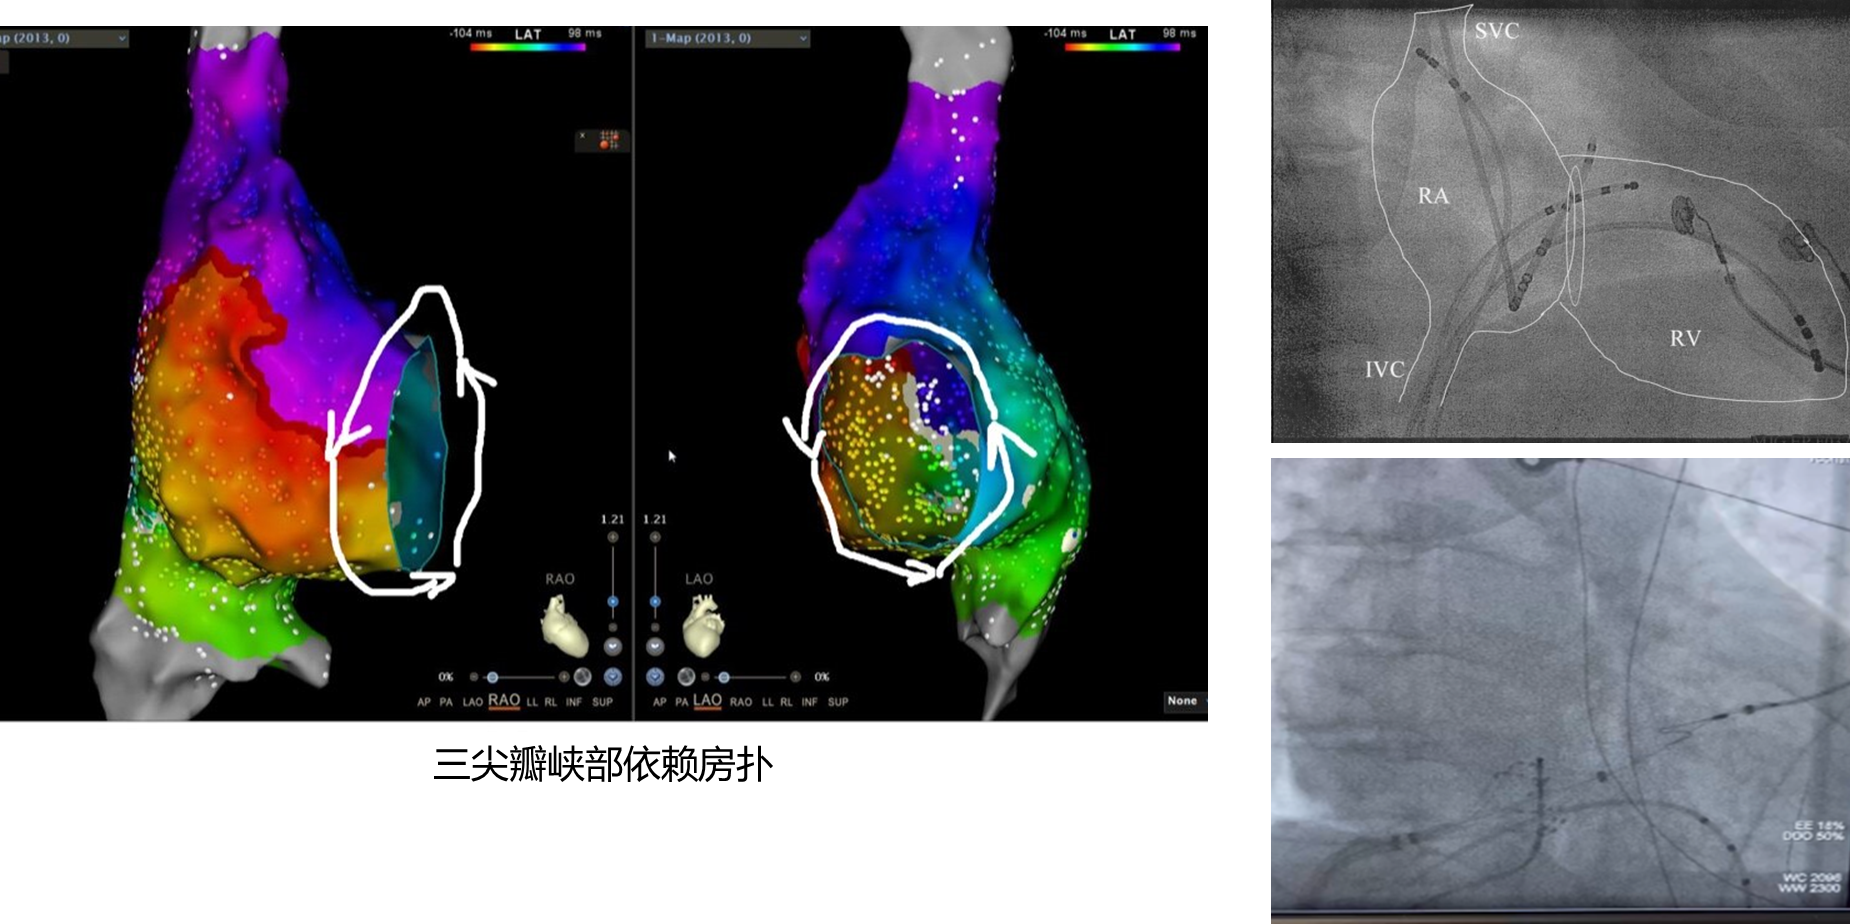 ap (2013, 0)
-104 ms LAT 98 ms
1-Map (2013, 0)
-104 ms LAT 98 ms
1.21
1.21
RAO
LAO
0%
0%
AP PA LAO RAO LL RL INF SUP
AP PA LAO RAO LL RL INF SUP
None
三尖瓣峡部依赖房扑
SVC
RA
RV
IVC
EE 15%
DDO 50%
WC 2095
WW 2300